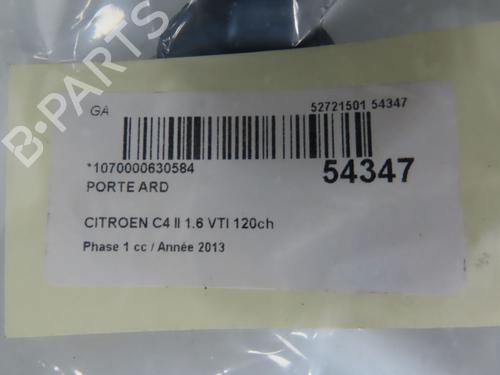 B-PARTS
GA
52721501 54347
*1070000630584
54347
PORTE ARD
CITROEN C4 II 1.6 VTI 120ch
Phase 1 cc / Année 2013